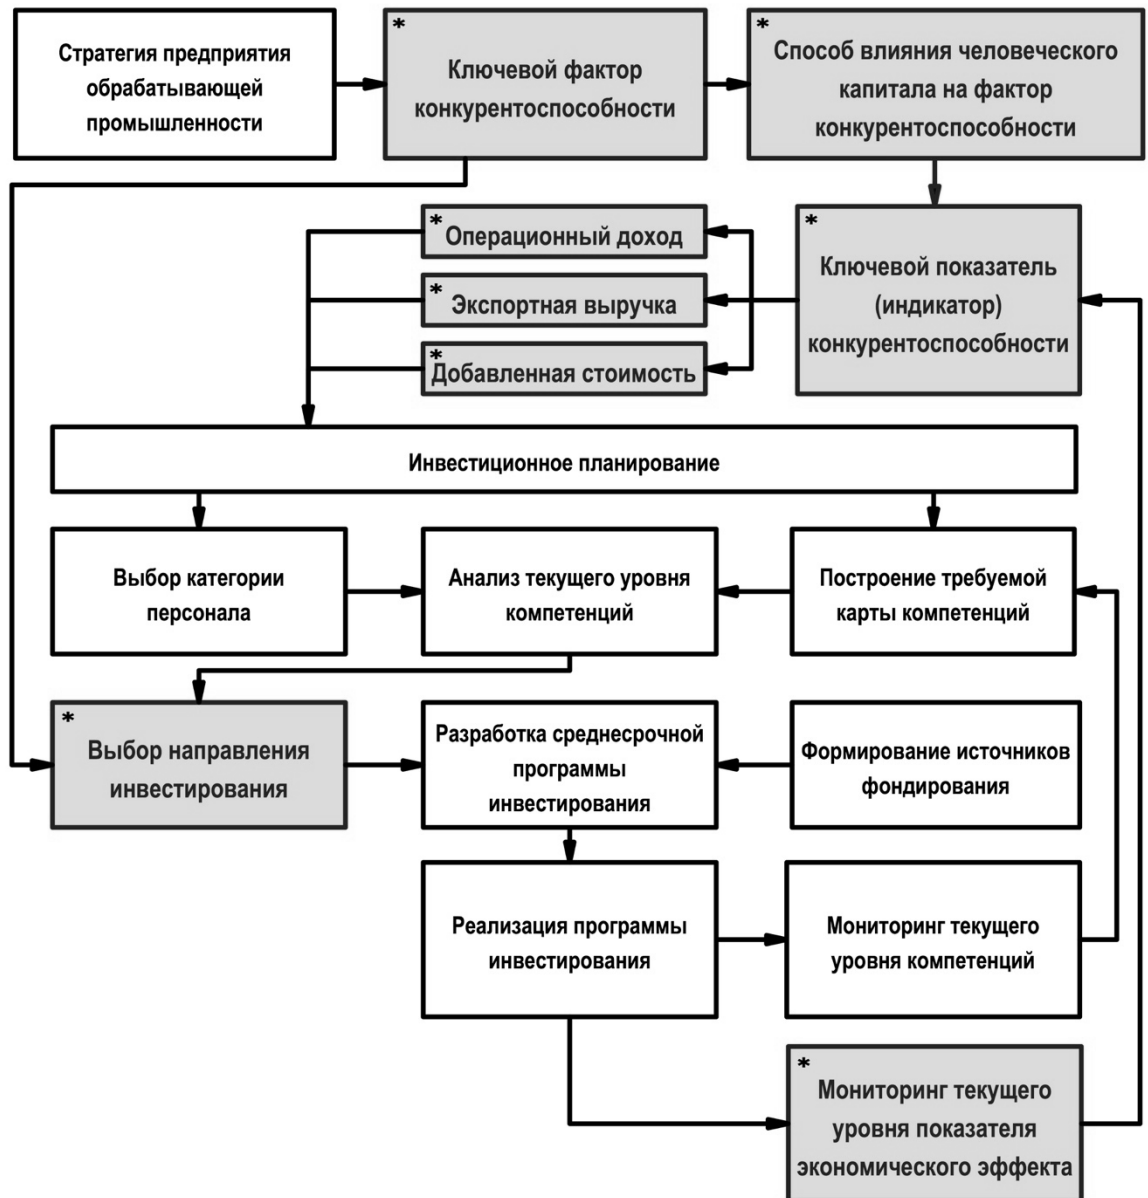 Стратегия предприятия
обрабатывающей
промышленности
*
Ключевой фактор
конкурентоспособности
*
Способ влияния человеческого
капитала на фактор
конкурентоспособности
*
Операционный доход
*
Экспортная выручка
*
Добавленная стоимость
*
Ключевой показатель
(индикатор)
конкурентоспособности
Инвестиционное планирование
Выбор категории
персонала
Анализ текущего уровня
компетенций
Построение требуемой
карты компетенций
*
Выбор направления
инвестирования
Разработка среднесрочной
программы
инвестирования
Формирование источников
фондирования
Реализация программы
инвестирования
Мониторинг текущего
уровня компетенций
*
Мониторинг текущего
уровня показателя
экономического эффекта